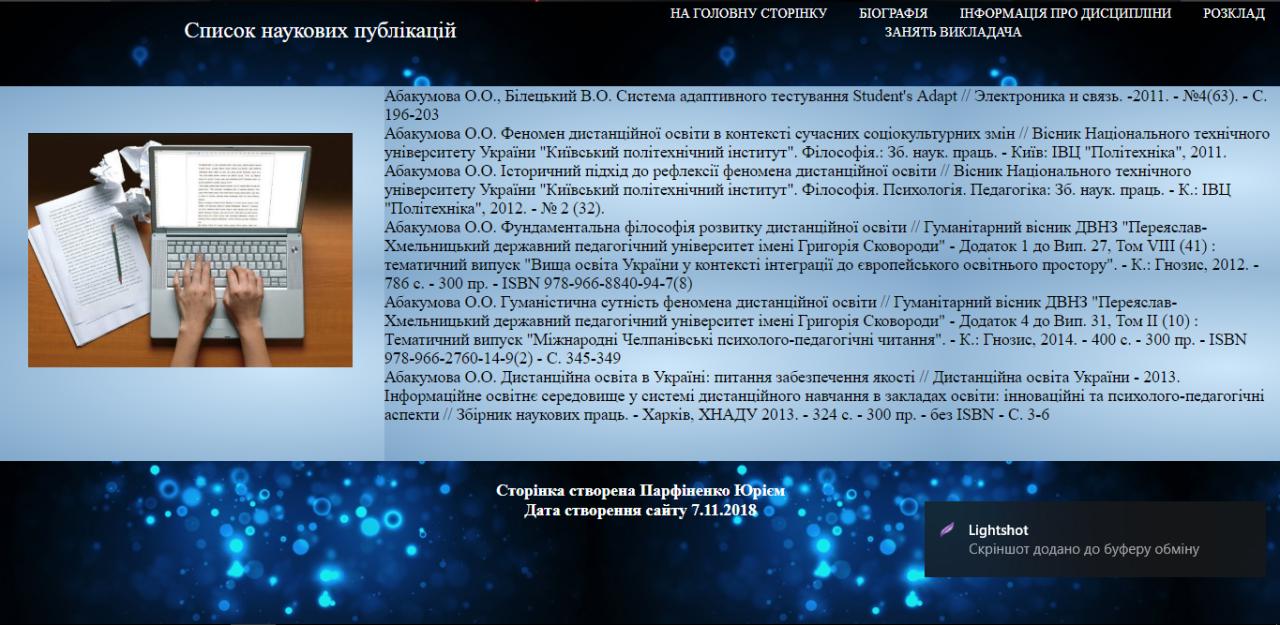 Список наукових публікацій
НА ГОЛОВНУ СТОРІНКУ БІОГРАФІЯ ІНФОРМАЦІЯ ПРО ДИСЦИПЛІНИ РОЗКЛАД
ЗАНЯТЬ ВИКЛАДАЧА
Абакумова О.О., Білецький В.О. Система адаптивного тестування Student's Adapt // Электроника и связь. -2011. - №4(63). - С.
196-203
Абакумова О.О. Феномен дистанційної освіти в контексті сучасних соціокультурних змін // Вісник Національного технічного
університету України "Київський політехнічний інститут". Філософія.: Зб. наук. праць. - Київ: ІВЦ "Політехніка", 2011.
Абакумова О.О. Історичний підхід до рефлексії феномена дистанційної освіти // Вісник Національного технічного
університету України "Київський політехнічний інститут". Філософія. Психологія. Педагогіка: Зб. наук. праць. - К.: ІВЦ
"Політехніка", 2012. - № 2 (32).
Абакумова О.О. Фундаментальна філософія розвитку дистанційної освіти // Гуманітарний вісник ДВНЗ "Переяслав-
Хмельницький державний педагогічний університет імені Григорія Сковороди" - Додаток 1 до Вип. 27, Том VIII (41) :
тематичний випуск "Вища освіта України у контексті інтеграції до європейського освітнього простору". - К.: Гнозис, 2012. -
786 с. - 300 пр. - ISBN 978-966-8840-94-7(8)
Абакумова О.О. Гуманістична сутність феномена дистанційної освіти // Гуманітарний вісник ДВНЗ "Переяслав-
Хмельницький державний педагогічний університет імені Григорія Сковороди" - Додаток 4 до Вип. 31, Том II (10) :
Тематичний випуск "Міжнародні Челпанівські психолого-педагогічні читання". - К.: Гнозис, 2014. - 400 с. - 300 пр. - ISBN
978-966-2760-14-9(2) - С. 345-349
Абакумова О.О. Дистанційна освіта в Україні: питання забезпечення якості // Дистанційна освіта України - 2013.
Інформаційне освітнє середовище у системі дистанційного навчання в закладах освіти: інноваційні та психолого-педагогічні
аспекти // Збірник наукових праць. - Харків, ХНАДУ 2013. - 324 с. - 300 пр. - без ISBN - С. 3-6
Сторінка створена Парфіненко Юрієм
Дата створення сайту 7.11.2018
Lightshot
Скріншот додано до буферу обміну